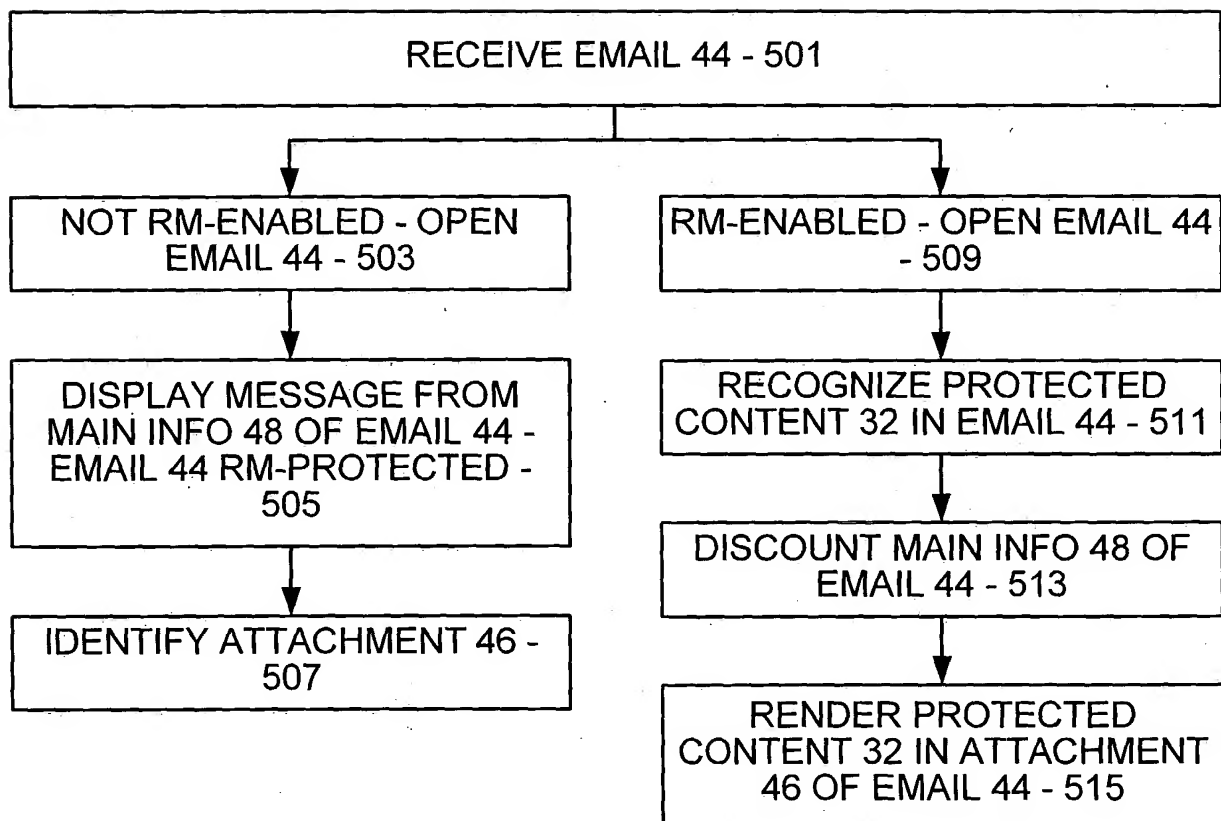 RECEIVE EMAIL 44 - 501
NOT RM-ENABLED - OPEN
EMAIL 44 - 503
DISPLAY MESSAGE FROM
MAIN INFO 48 OF EMAIL 44 -
EMAIL 44 RM-PROTECTED -
505
IDENTIFY ATTACHMENT 46 -
507
RM-ENABLED - OPEN EMAIL 44
- 509
RECOGNIZE PROTECTED
CONTENT 32 IN EMAIL 44 - 511
DISCOUNT MAIN INFO 48 OF
EMAIL 44 - 513
RENDER PROTECTED
CONTENT 32 IN ATTACHMENT
46 OF EMAIL 44 - 515